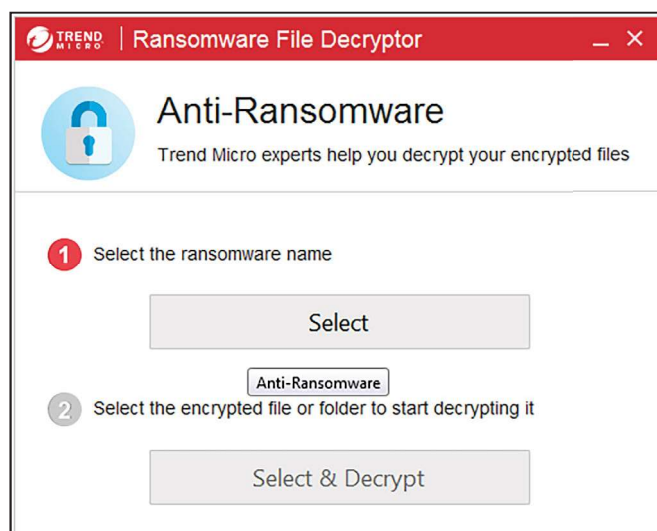 TREND MICRO | Ransomware File Decryptor
Anti-Ransomware
Trend Micro experts help you decrypt your encrypted files
1 Select the ransomware name
Select
Anti-Ransomware
2 Select the encrypted file or folder to start decrypting it
Select & Decrypt